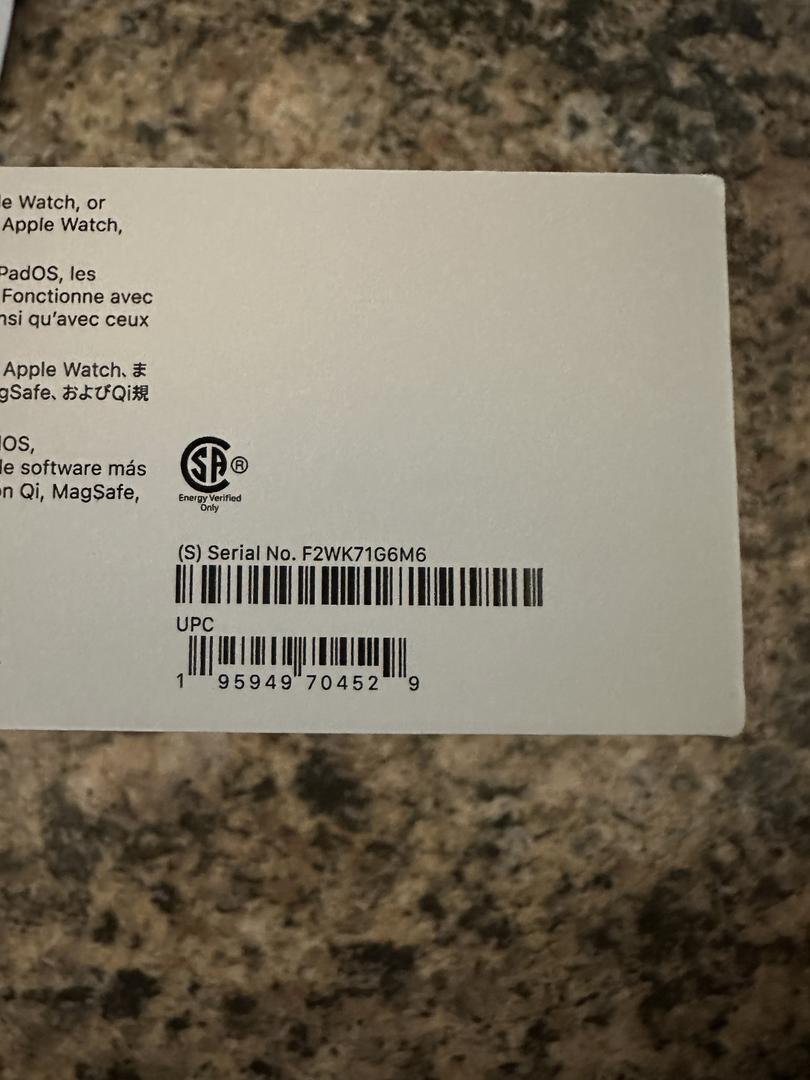 le Watch, or
Apple Watch,
PadOS, les
Fonctionne avec
nsi qu'avec ceux
Apple Watch、ま
gSafe、およびQi規
IOS,
le software más
on Qi, MagSafe,
CSA®
Energy Verified
Only
(S) Serial No. F2WK71G6M6
UPC
1 95949 70452 9